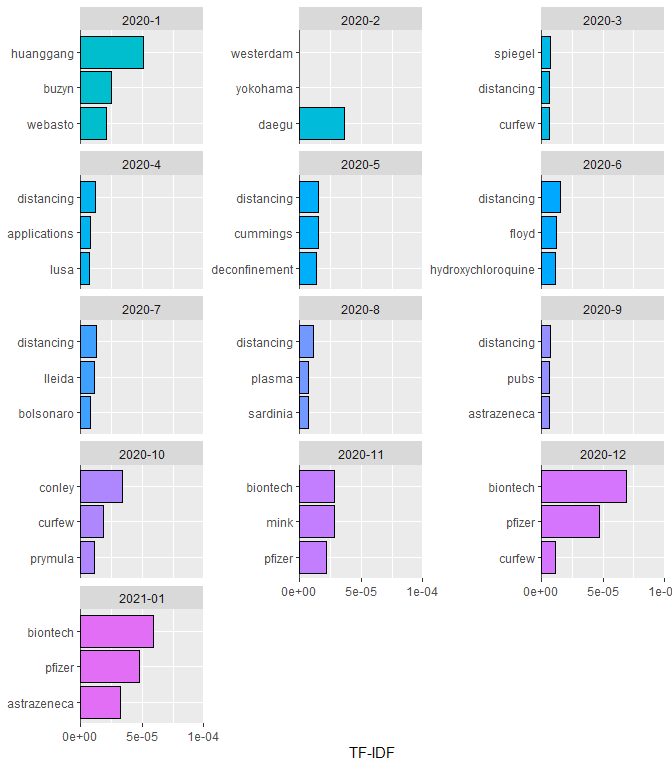 2020-1
huanggang
buzyn
webasto
2020-2
westerdam
yokohama
daegu
2020-3
spiegel
distancing
curfew
2020-4
distancing
applications
lusa
2020-5
distancing
cummings
deconfinement
2020-6
distancing
floyd
hydroxychloroquine
2020-7
distancing
lleida
bolsonaro
2020-8
distancing
plasma
sardinia
2020-9
distancing
pubs
astrazeneca
2020-10
conley
curfew
prymula
2020-11
biontech
mink
pfizer
0e+00 5e-05 1e-04
2020-12
biontech
pfizer
curfew
0e+00 5e-05 1e-0
2021-01
biontech
pfizer
astrazeneca
0e+00 5e-05 1e-04
TF-IDF